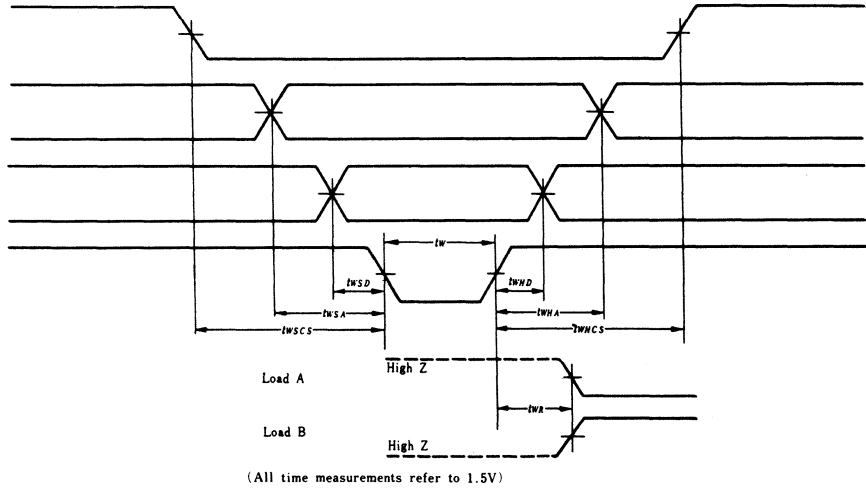 tW
tWSD
tWHD
tWSA
tWHA
tWSCS
tWHCS
High Z
Load A
tWR
Load B
High Z
(All time measurements refer to 1.5V)